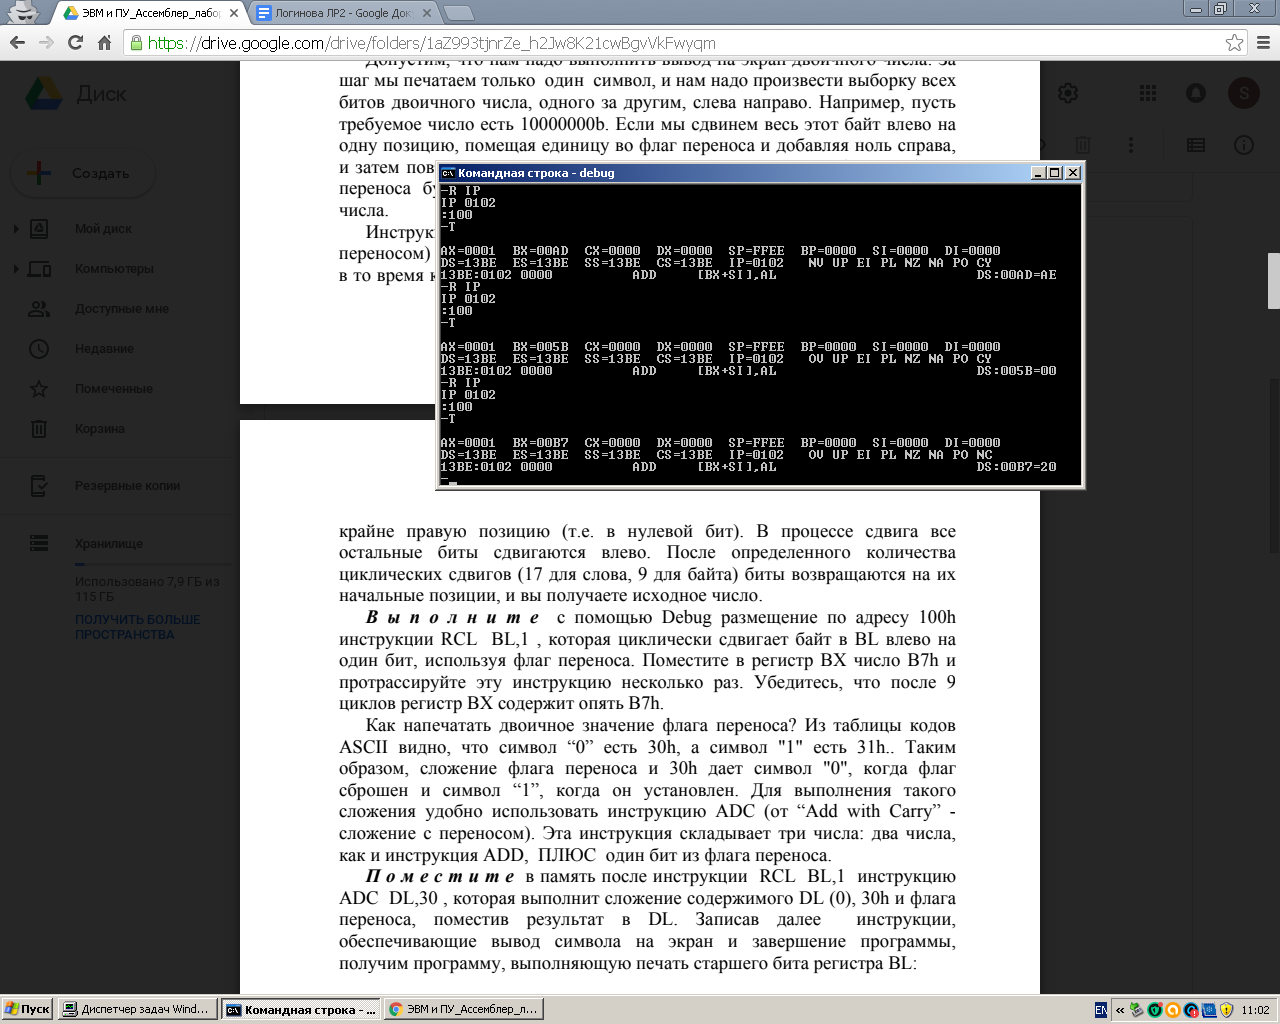 ЭВМ и ПУ_Ассемблер_лабор
Логинова ЛР2 - Google Док
https://drive.google.com/drive/folders/1aZ993tjnrZe_h2Jw8K21cwBgvVkFwyqm
Диск
S
Создать
Мой диск
Компьютеры
Доступные мне
Недавние
Помеченные
Корзина
Резервные копии
Хранилище
Использовано 7,9 ГБ из
115 ГБ
ПОЛУЧИТЬ БОЛЬШЕ
ПРОСТРАНСТВА
Допустим, что нам надо выполнить вывод на экран двоичного числа. За
шаг мы печатаем только один символ, и нам надо произвести выборку всех
битов двоичного числа, одного за другим, слева направо. Например, пусть
требуемое число есть 10000000b. Если мы сдвинем весь этот байт влево на
одну позицию, помещая единицу во флаг переноса и добавляя ноль справа,
и затем пов
переноса бу
числа.
Инструк
переносом)
в то время к
Командная строка - debug
-R IP
IP 0102
:100
-T
AX=0001 BX=00AD CX=0000 DX=0000 SP=FFEE BP=0000 SI=0000 DI=0000
DS=13BE ES=13BE SS=13BE CS=13BE IP=0102 NV UP EI PL NZ NA PO CY
13BE:0102 0000 ADD [BX+SI],AL DS:00AD=AE
-R IP
IP 0102
:100
-T
AX=0001 BX=005B CX=0000 DX=0000 SP=FFEE BP=0000 SI=0000 DI=0000
DS=13BE ES=13BE SS=13BE CS=13BE IP=0102 OV UP EI PL NZ NA PO CY
13BE:0102 0000 ADD [BX+SI],AL DS:005B=00
-R IP
IP 0102
:100
-T
AX=0001 BX=00B7 CX=0000 DX=0000 SP=FFEE BP=0000 SI=0000 DI=0000
DS=13BE ES=13BE SS=13BE CS=13BE IP=0102 OV UP EI PL NZ NA PO NC
13BE:0102 0000 ADD [BX+SI],AL DS:00B7=20
-_
крайне правую позицию (т.е. в нулевой бит). В процессе сдвига все
остальные биты сдвигаются влево. После определенного количества
циклических сдвигов (17 для слова, 9 для байта) биты возвращаются на их
начальные позиции, и вы получаете исходное число.
Выполните с помощью Debug размещение по адресу 100h
инструкции RCL BL,1 , которая циклически сдвигает байт в BL влево на
один бит, используя флаг переноса. Поместите в регистр BX число B7h и
протрассируйте эту инструкцию несколько раз. Убедитесь, что после 9
циклов регистр BX содержит опять B7h.
Как напечатать двоичное значение флага переноса? Из таблицы кодов
ASCII видно, что символ “0” есть 30h, а символ "1" есть 31h.. Таким
образом, сложение флага переноса и 30h дает символ "0", когда флаг
сброшен и символ “1”, когда он установлен. Для выполнения такого
сложения удобно использовать инструкцию ADC (от “Add with Carry” -
сложение с переносом). Эта инструкция складывает три числа: два числа,
как и инструкция ADD, ПЛЮС один бит из флага переноса.
Поместите в память после инструкции RCL BL,1 инструкцию
ADC DL,30 , которая выполнит сложение содержимого DL (0), 30h и флага
переноса, поместив результат в DL. Записав далее инструкции,
обеспечивающие вывод символа на экран и завершение программы,
получим программу, выполняющую печать старшего бита регистра BL:
Пуск
Диспетчер задач Wind...
Командная строка - ...
ЭВМ и ПУ_Ассемблер_л...
EN
«
11:02